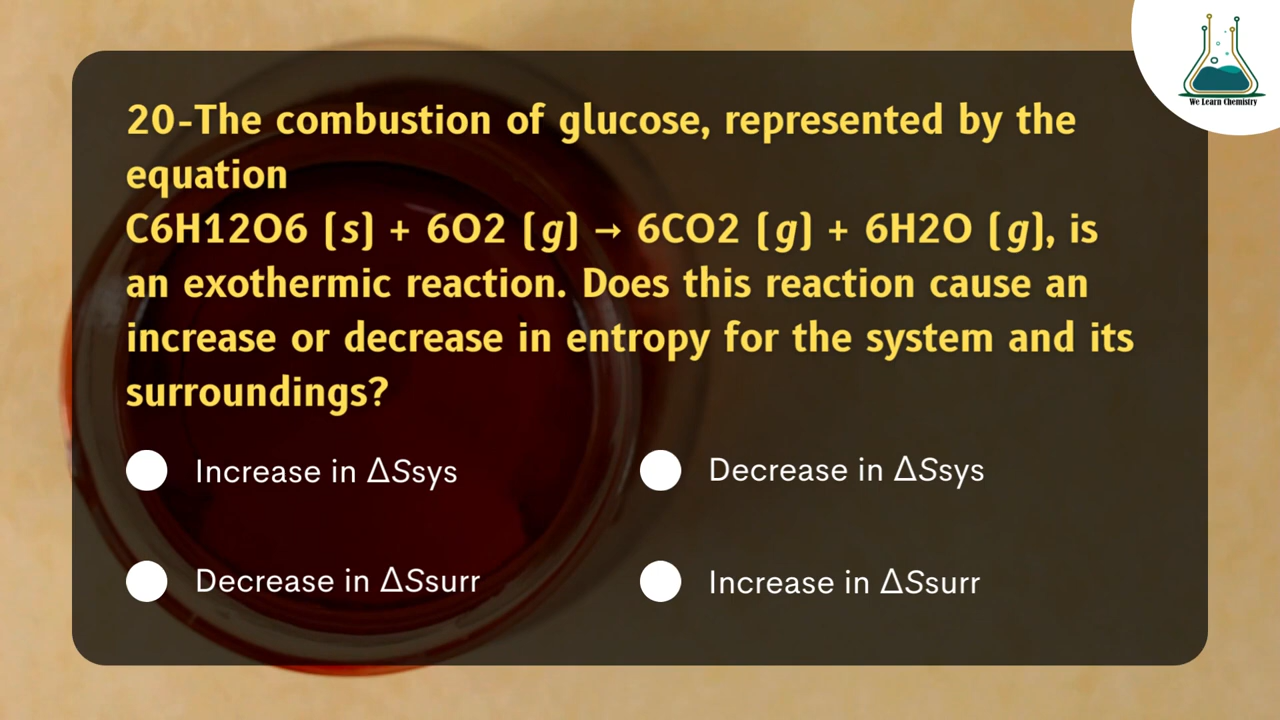 We Learn Chemistry
20-The combustion of glucose, represented by the
equation
C6H12O6 (s) + 6O2 (g) → 6CO2 (g) + 6H2O (g), is
an exothermic reaction. Does this reaction cause an
increase or decrease in entropy for the system and its
surroundings?
Increase in ΔSsys
Decrease in ΔSsys
Decrease in ΔSsurr
Increase in ΔSsurr